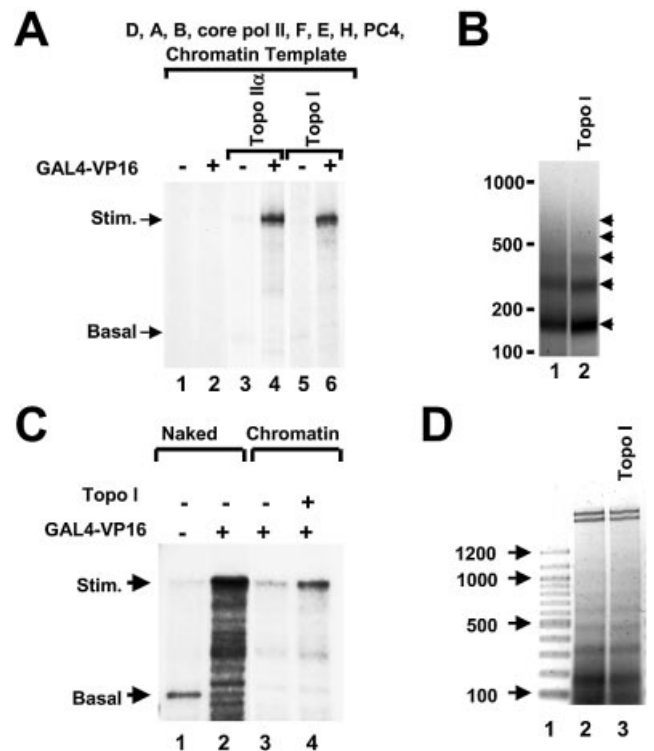 A
D, A, B, core pol II, F, E, H, PC4,
Chromatin Template
Topo IIα
Topo I
GAL4-VP16 - + - + - +
Stim.
Basal
1 2 3 4 5 6
B
Topo I
1000
500
200
100
1 2
C
Naked Chromatin
Topo I - - - +
GAL4-VP16 - + + +
Stim.
Basal
1 2 3 4
D
Topo I
1200
1000
500
100
1 2 3